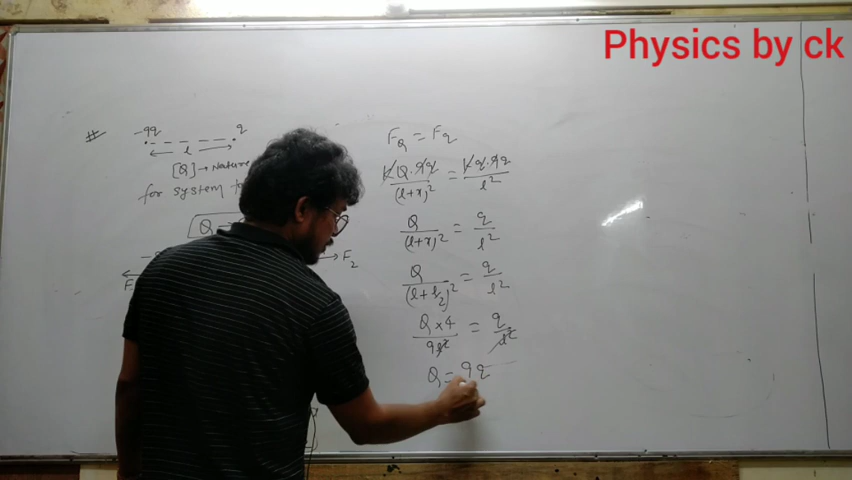 Physics by ck
# -9q q
l
[Q] → Nature
for system
Q
F F₂
F_Q = F_q
KQ·9q/(l+x)² = Kq·9q/l²
Q/(l+x)² = q/l²
Q/(l+l/2)² = q/l²
Q×4/9l² = q/l²
Q = 9q